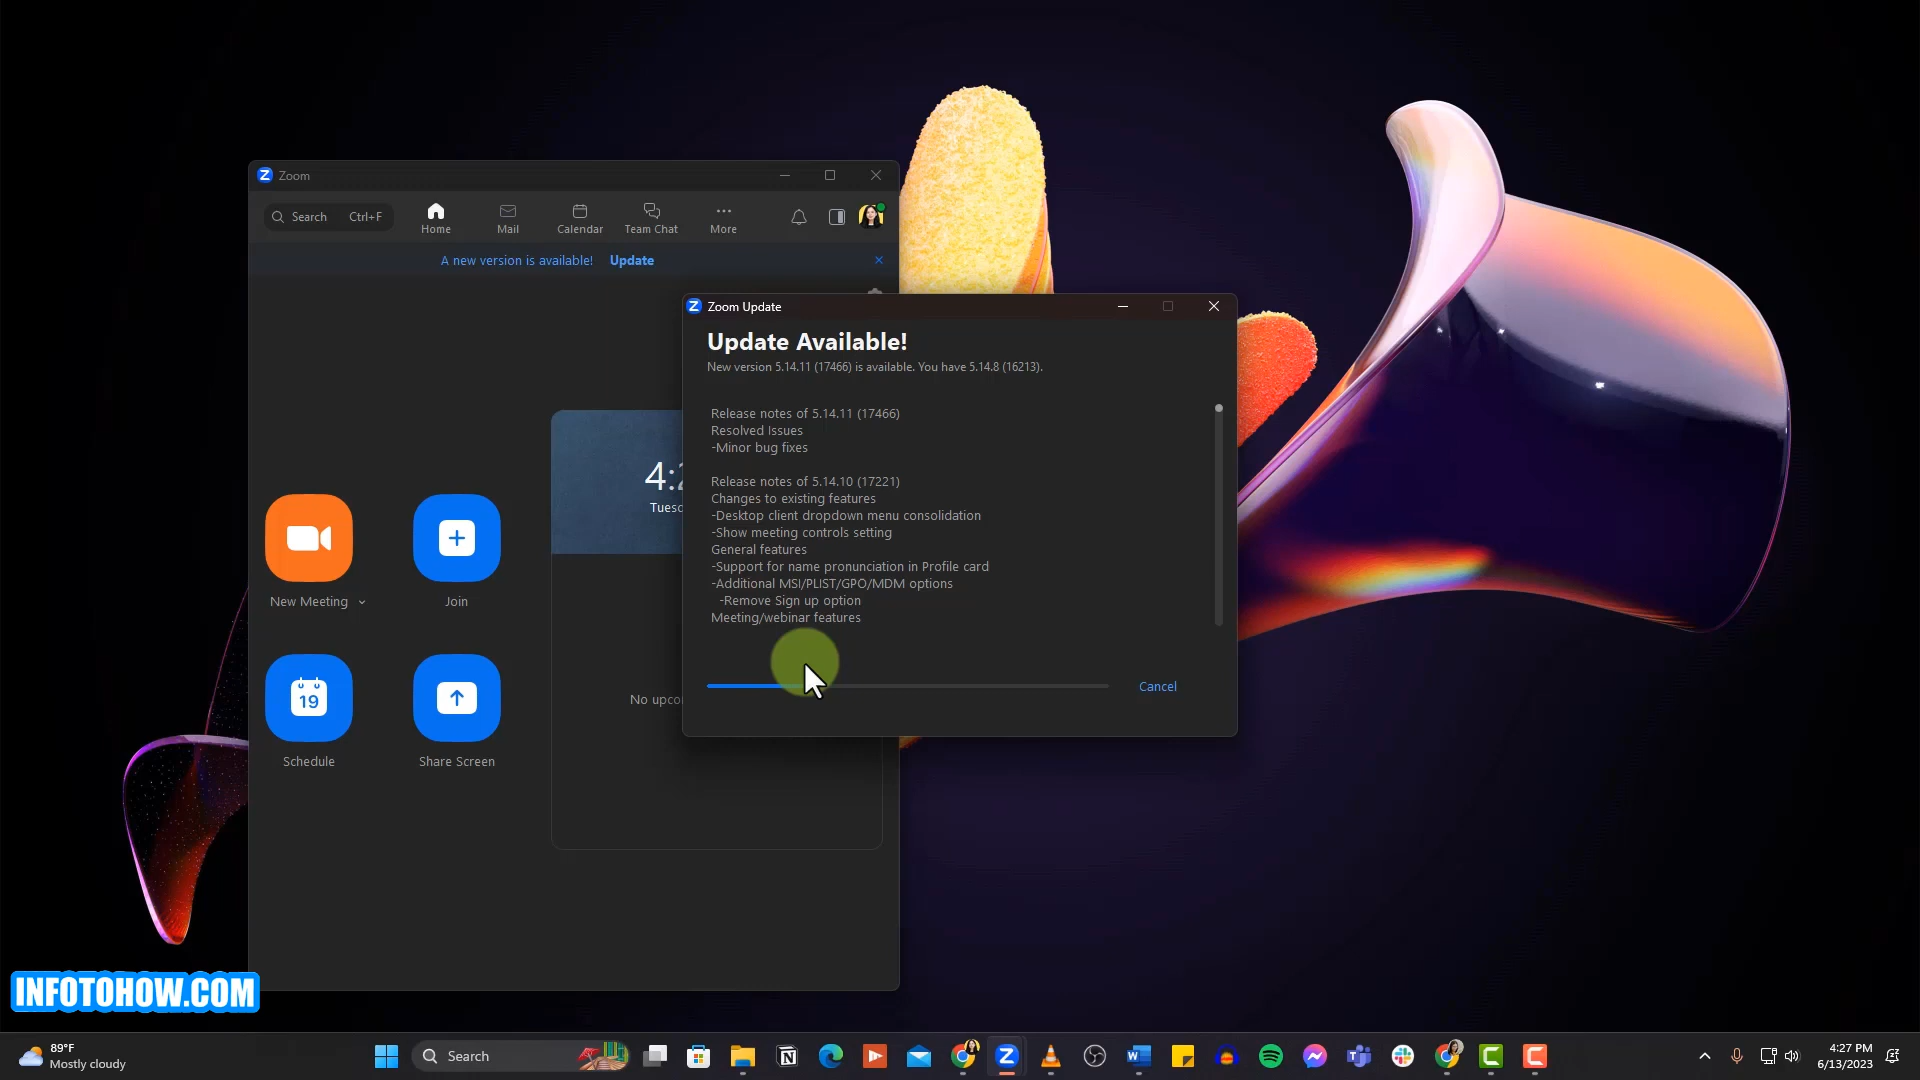 Zoom
Search Ctrl+F
Home
Mail
Calendar
Team Chat
More
A new version is available! Update
Zoom Update
Update Available!
New version 5.14.11 (17466) is available. You have 5.14.8 (16213).
Release notes of 5.14.11 (17466)
Resolved Issues
-Minor bug fixes
Release notes of 5.14.10 (17221)
Changes to existing features
-Desktop client dropdown menu consolidation
-Show meeting controls setting
General features
-Support for name pronunciation in Profile card
-Additional MSI/PLIST/GPO/MDM options
-Remove Sign up option
Meeting/webinar features
Cancel
New Meeting
Join
19
Schedule
Share Screen
No
INFOTOHOW.COM
89°F
Mostly cloudy
Search
4:27 PM
6/13/2023